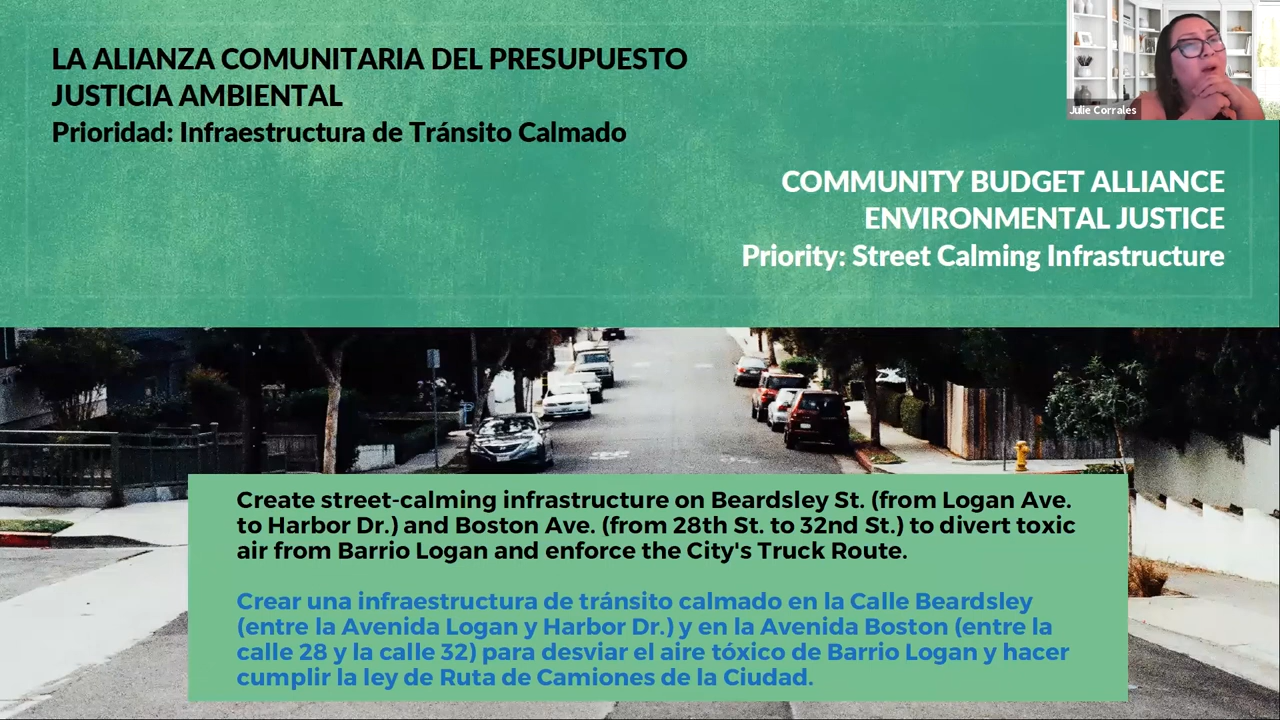 LA ALIANZA COMUNITARIA DEL PRESUPUESTO
JUSTICIA AMBIENTAL
Prioridad: Infraestructura de Tránsito Calmado
Julie Corrales
COMMUNITY BUDGET ALLIANCE
ENVIRONMENTAL JUSTICE
Priority: Street Calming Infrastructure
Create street-calming infrastructure on Beardsley St. (from Logan Ave.
to Harbor Dr.) and Boston Ave. (from 28th St. to 32nd St.) to divert toxic
air from Barrio Logan and enforce the City's Truck Route.
Crear una infraestructura de tránsito calmado en la Calle Beardsley
(entre la Avenida Logan y Harbor Dr.) y en la Avenida Boston (entre la
calle 28 y la calle 32) para desviar el aire tóxico de Barrio Logan y hacer
cumplir la ley de Ruta de Camiones de la Ciudad.